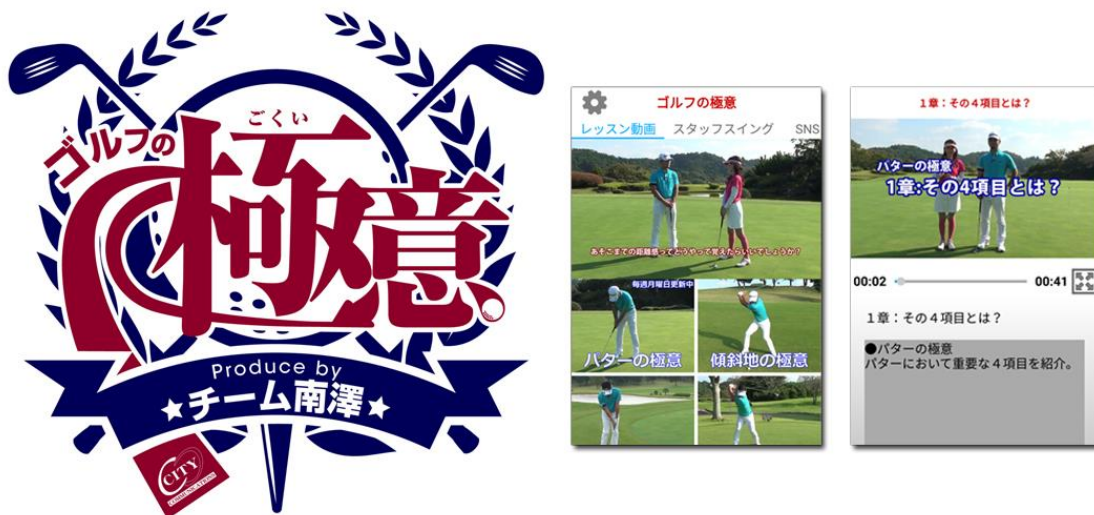 ゴルフの
ごくい
極意
Produce by
★チーム南澤★
CITY
COMMUNICATIONS
ゴルフの極意
レッスン動画 スタッフスイング SNS
あそこまでの距離感ってどうやって覚えたらいいでしょうか?
毎週月曜日更新中
パターの極意
傾斜地の極意
1章：その4項目とは？
パターの極意
1章:その4項目とは?
00:02
00:41
１章：その４項目とは？
●パターの極意
パターにおいて重要な４項目を紹介。